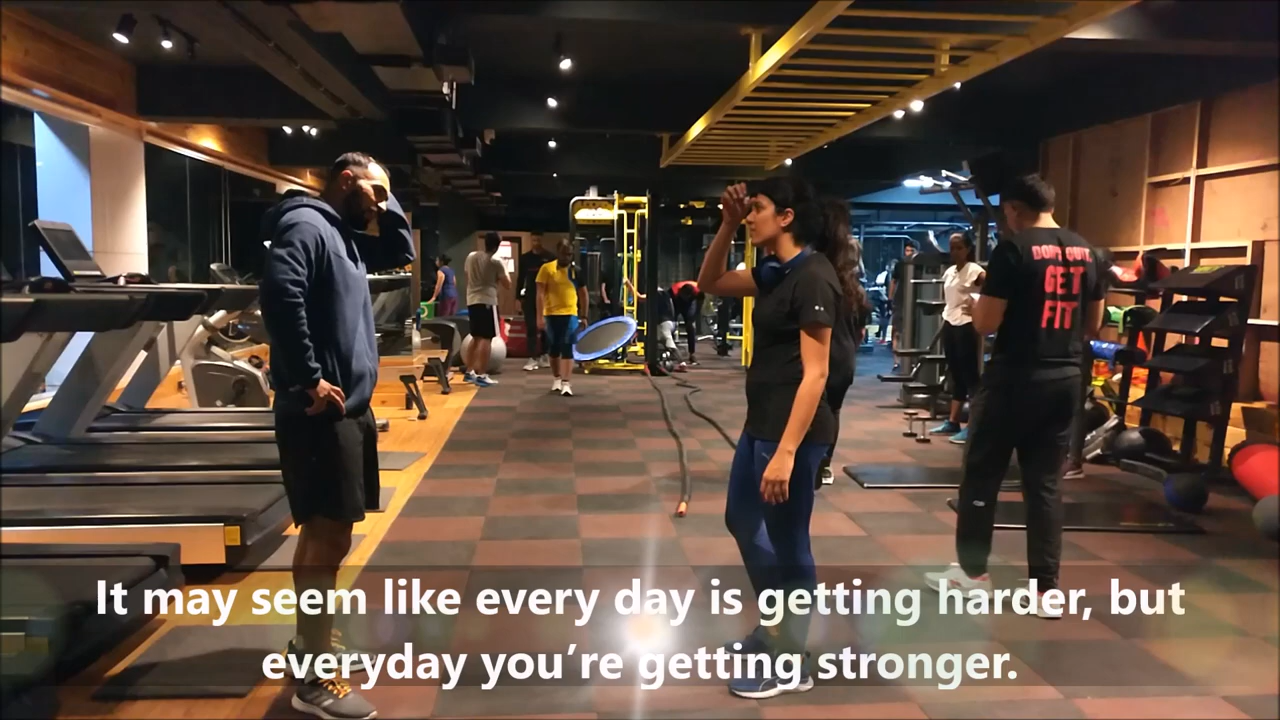 DON'T QUIT.
GET
FIT
It may seem like every day is getting harder, but
everyday you’re getting stronger.